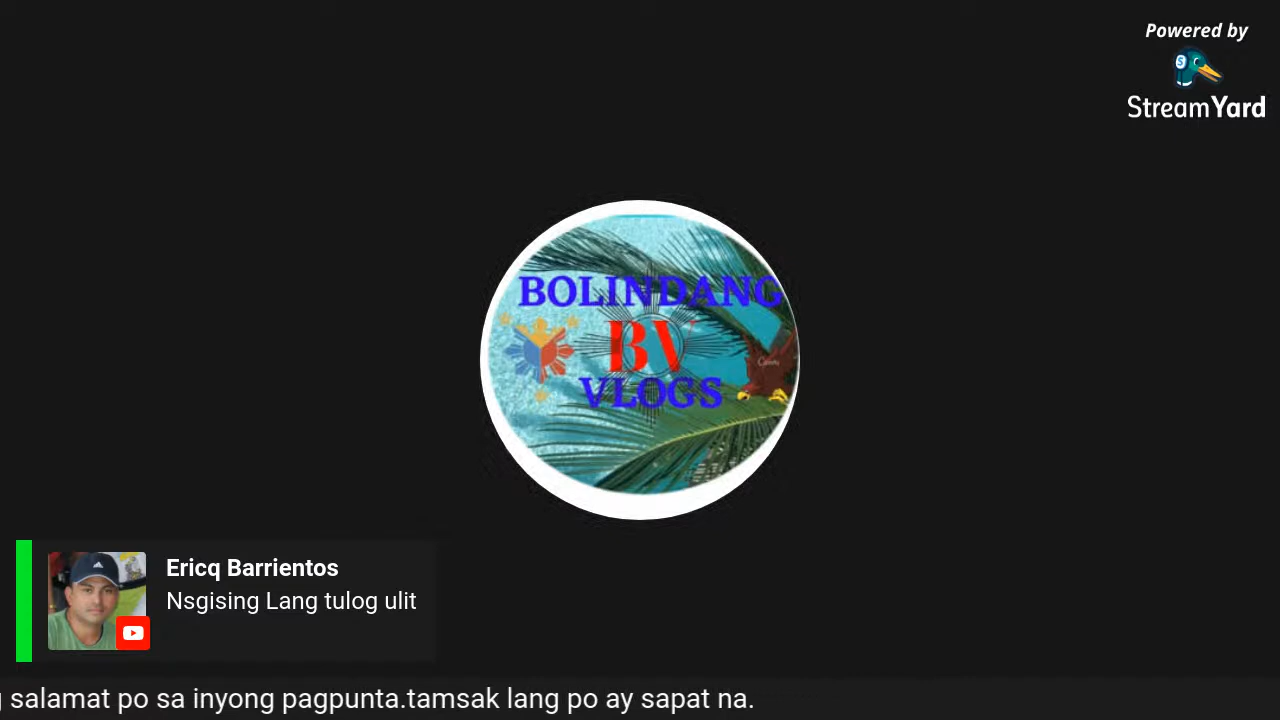 Powered by
StreamYard
BOLINDANG
BV
VLOGS
Canva
Ericq Barrientos
Nsgising Lang tulog ulit
salamat po sa inyong pagpunta.tamsak lang po ay sapat na.